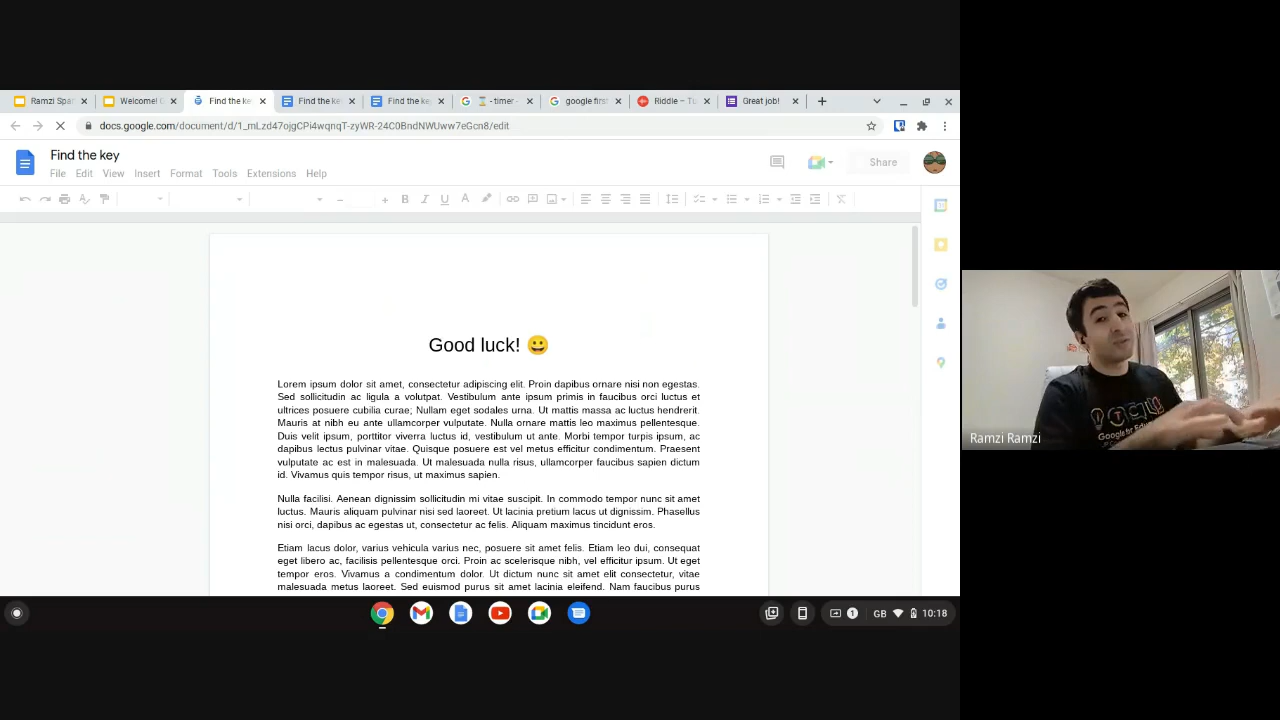 Ramzi Spa
Welcome!
Find the ke
Find the ke
Find the ke
⌛ - timer -
google first
Riddle – Tu
Great job!
docs.google.com/document/d/1_mLzd47ojgCPi4wqnqT-zyWR-24C0BndNWUww7eGcn8/edit
Find the key
Share
File Edit View Insert Format Tools Extensions Help
Good luck! 😀
Lorem ipsum dolor sit amet, consectetur adipiscing elit. Proin dapibus ornare nisi non egestas.
Sed sollicitudin ac ligula a volutpat. Vestibulum ante ipsum primis in faucibus orci luctus et
ultrices posuere cubilia curae; Nullam eget sodales urna. Ut mattis massa ac luctus hendrerit.
Mauris at nibh eu ante ullamcorper vulputate. Nulla ornare mattis leo maximus pellentesque.
Duis velit ipsum, porttitor viverra luctus id, vestibulum ut ante. Morbi tempor turpis ipsum, ac
dapibus lectus pulvinar vitae. Quisque posuere est vel metus efficitur condimentum. Praesent
vulputate ac est in malesuada. Ut malesuada nulla risus, ullamcorper faucibus sapien dictum
id. Vivamus quis tempor risus, ut maximus sapien.
Nulla facilisi. Aenean dignissim sollicitudin mi vitae suscipit. In commodo tempor nunc sit amet
luctus. Mauris aliquam pulvinar nisi sed laoreet. Ut lacinia pretium lacus ut dignissim. Phasellus
nisi orci, dapibus ac egestas ut, consectetur ac felis. Aliquam maximus tincidunt eros.
Etiam lacus dolor, varius vehicula varius nec, posuere sit amet felis. Etiam leo dui, consequat
eget libero ac, facilisis pellentesque orci. Proin ac scelerisque nibh, vel efficitur ipsum. Ut eget
tempor eros. Vivamus a condimentum dolor. Ut dictum nunc sit amet elit consectetur, vitae
malesuada metus laoreet. Sed euismod purus sit amet lacinia eleifend. Nam faucibus purus
1 GB 10:18
Google for Edu
Ramzi Ramzi